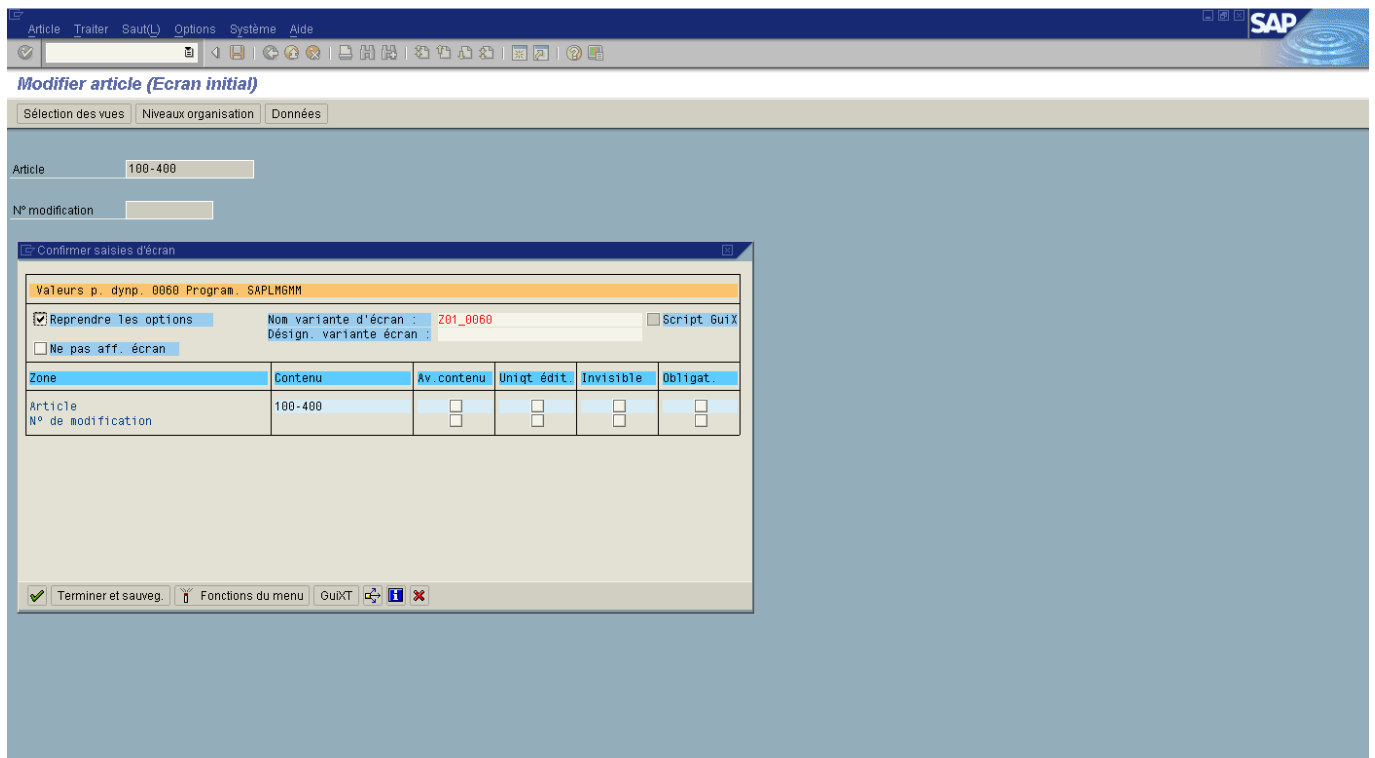 Article Traiter Saut(L) Options Système Aide
SAP
Modifier article (Ecran initial)
Sélection des vues Niveaux organisation Données
Article 100-400
Nº modification
Confirmer saisies d'écran
Valeurs p. dynp. 0060 Program. SAPLMGMM
Reprendre les options Nom variante d'écran : Z01_0060 Script GuiX
Désign. variante écran :
Ne pas aff. écran
Zone Contenu Av.contenu Uniqt édit. Invisible Obligat.
Article 100-400
Nº de modification
Terminer et sauveg. Fonctions du menu GuiXT